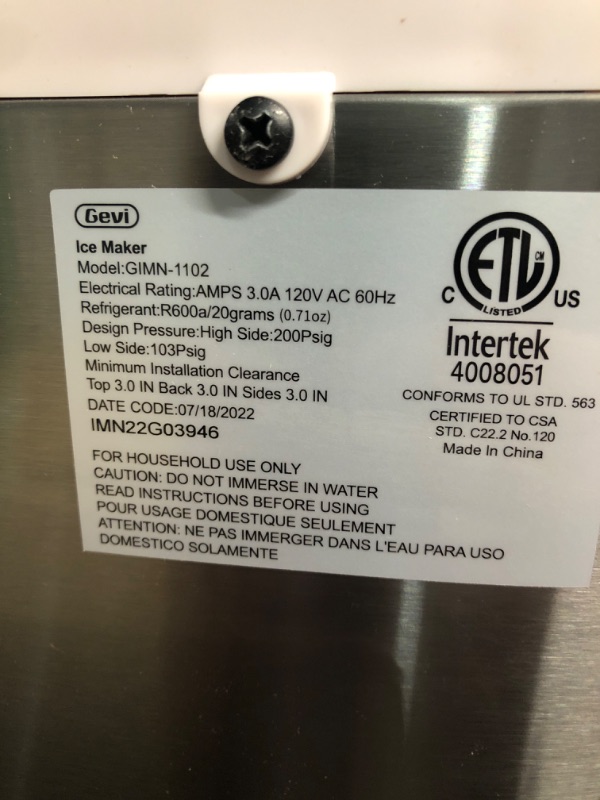 Gevi
Ice Maker
Model:GIMN-1102
Electrical Rating:AMPS 3.0A 120V AC 60Hz
Refrigerant:R600a/20grams (0.71oz)
Design Pressure:High Side:200Psig
Low Side:103Psig
Minimum Installation Clearance
Top 3.0 IN Back 3.0 IN Sides 3.0 IN
DATE CODE:07/18/2022
IMN22G03946
FOR HOUSEHOLD USE ONLY
CAUTION: DO NOT IMMERSE IN WATER
READ INSTRUCTIONS BEFORE USING
POUR USAGE DOMESTIQUE SEULEMENT
ATTENTION: NE PAS IMMERGER DANS L'EAU PARA USO
DOMESTICO SOLAMENTE
ETL CM
C US
LISTED
Intertek
4008051
CONFORMS TO UL STD. 563
CERTIFIED TO CSA
STD. C22.2 No.120
Made In China